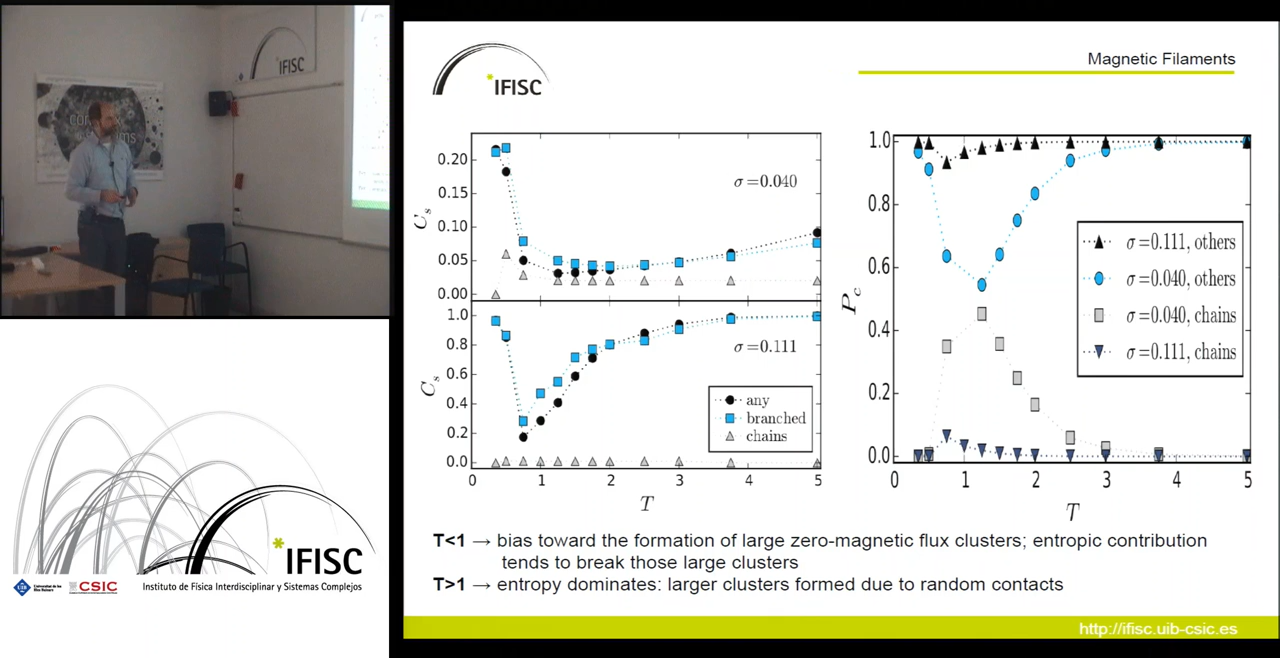 IFISC
Magnetic Filaments
IFISC
0.20
0.15
0.10
0.05
0.00
C_s
σ=0.040
1.0
0.8
0.6
0.4
0.2
0.0
C_s
σ=0.111
any
branched
chains
0 1 2 3 4 5
T
1.0
0.8
0.6
0.4
0.2
0.0
P_c
σ=0.111, others
σ=0.040, others
σ=0.040, chains
σ=0.111, chains
0 1 2 3 4 5
T
T<1 → bias toward the formation of large zero-magnetic flux clusters; entropic contribution
tends to break those large clusters
T>1 → entropy dominates: larger clusters formed due to random contacts
http://ifisc.uib-csic.es
IFISC
CSIC
Instituto de Física Interdisciplinar y Sistemas Complejos